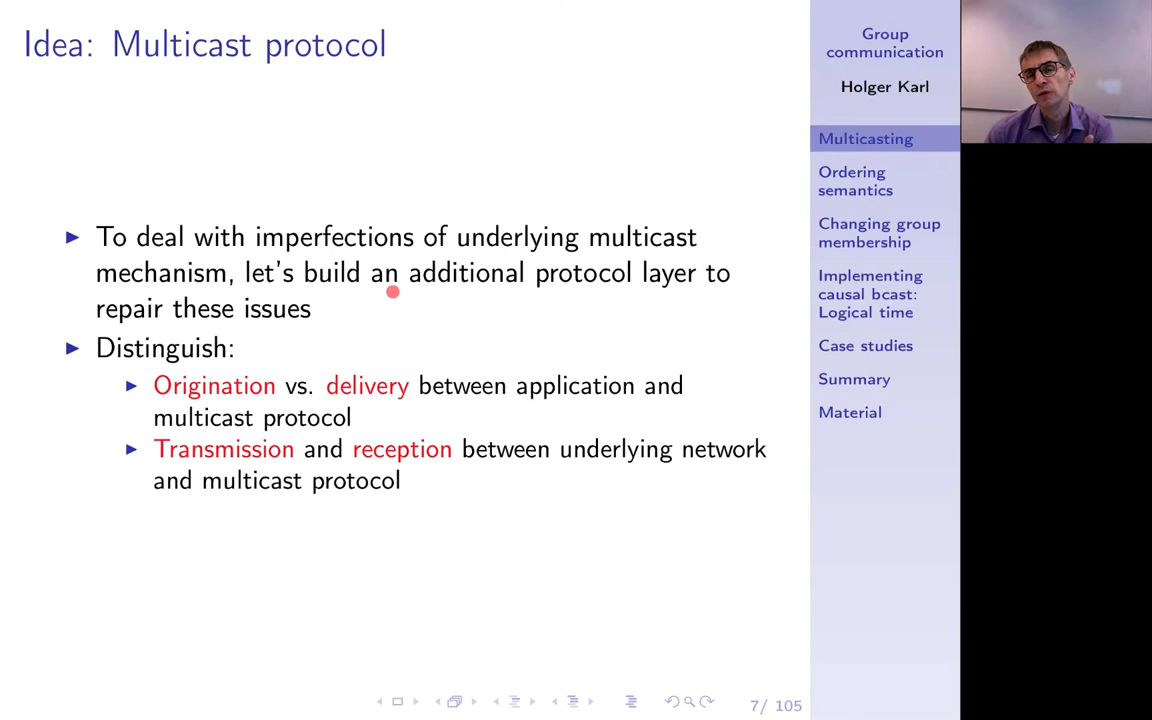 Idea: Multicast protocol
▶ To deal with imperfections of underlying multicast
mechanism, let's build an additional protocol layer to
repair these issues
▶ Distinguish:
▶ Origination vs. delivery between application and
multicast protocol
▶ Transmission and reception between underlying network
and multicast protocol
7/ 105
Group
communication
Holger Karl
Multicasting
Ordering
semantics
Changing group
membership
Implementing
causal bcast:
Logical time
Case studies
Summary
Material